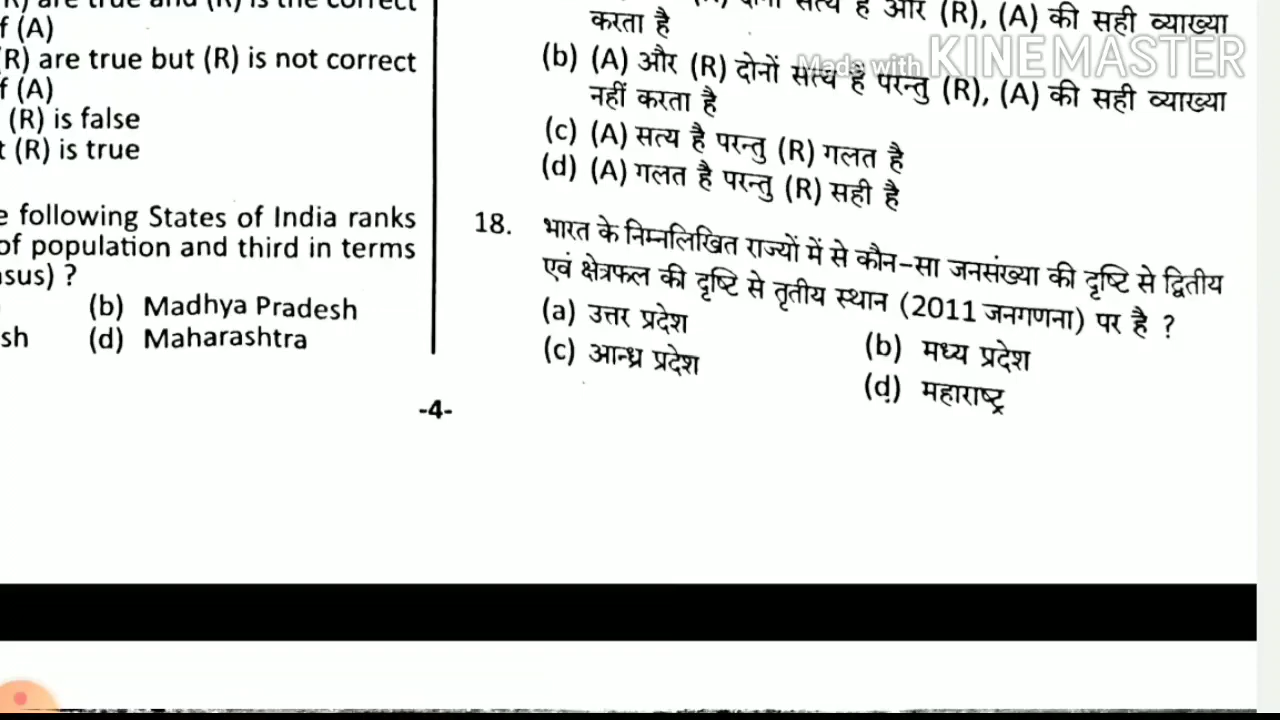 are true and (R) is the correct
f (A)
(R) are true but (R) is not correct
f (A)
(R) is false
t (R) is true
e following States of India ranks
of population and third in terms
nsus) ?
(b) Madhya Pradesh
sh (d) Maharashtra
-4-
दोनों सत्य है और (R), (A) की सही व्याख्या
करता है
(b) (A) और (R) दोनों सत्य है परन्तु (R), (A) की सही व्याख्या
नहीं करता है
(c) (A) सत्य है परन्तु (R) गलत है
(d) (A) गलत है परन्तु (R) सही है
18. भारत के निम्नलिखित राज्यों में से कौन-सा जनसंख्या की दृष्टि से द्वितीय
एवं क्षेत्रफल की दृष्टि से तृतीय स्थान (2011 जनगणना) पर है ?
(a) उत्तर प्रदेश
(b) मध्य प्रदेश
(c) आन्ध्र प्रदेश
(d) महाराष्ट्र
Made with KINEMASTER